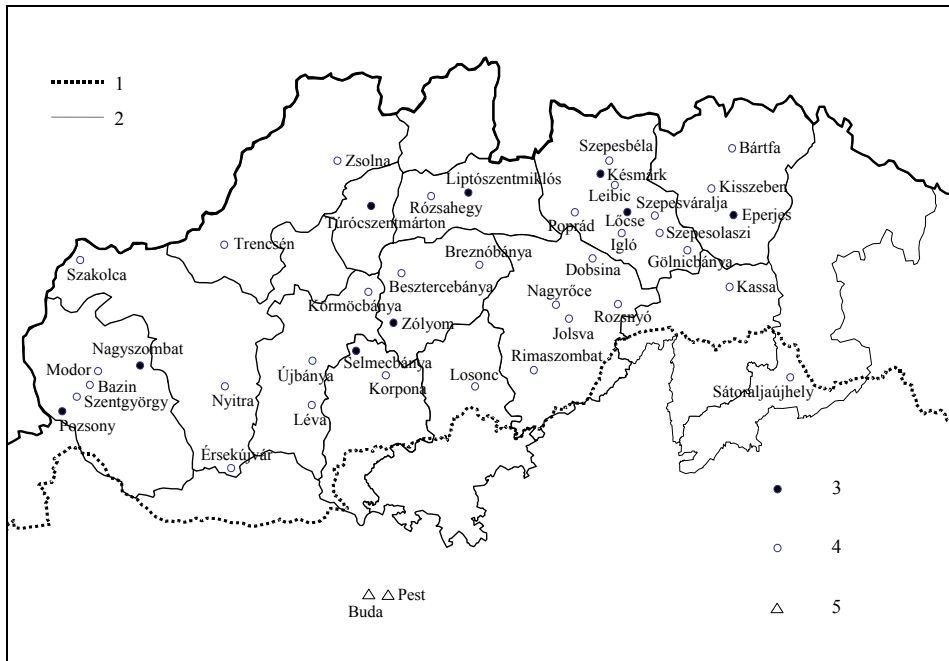 1
2
Zsolna
Szepesbéla
Bártfa
Liptószentmiklós
Késmárk
Leibic
Kisszeben
Rózsahegy
Túrócszentmárton
Szepesváralja
Eperjes
Poprád
Lőcse
Szepesolaszi
Igló
Trencsén
Szakolca
Breznóbánya
Gölnicbánya
Dobsina
Besztercebánya
Körmöcbánya
Nagyrőce
Kassa
Rozsnyó
Zólyom
Jolsva
Nagyszombat
Selmecbánya
Rimaszombat
Modor
Újbánya
Korpona
Losonc
Bazin
Sátoraljaújhely
Szentgyörgy
Nyitra
Léva
Pozsony
Érsekújvár
3
4
Pest
Buda
5